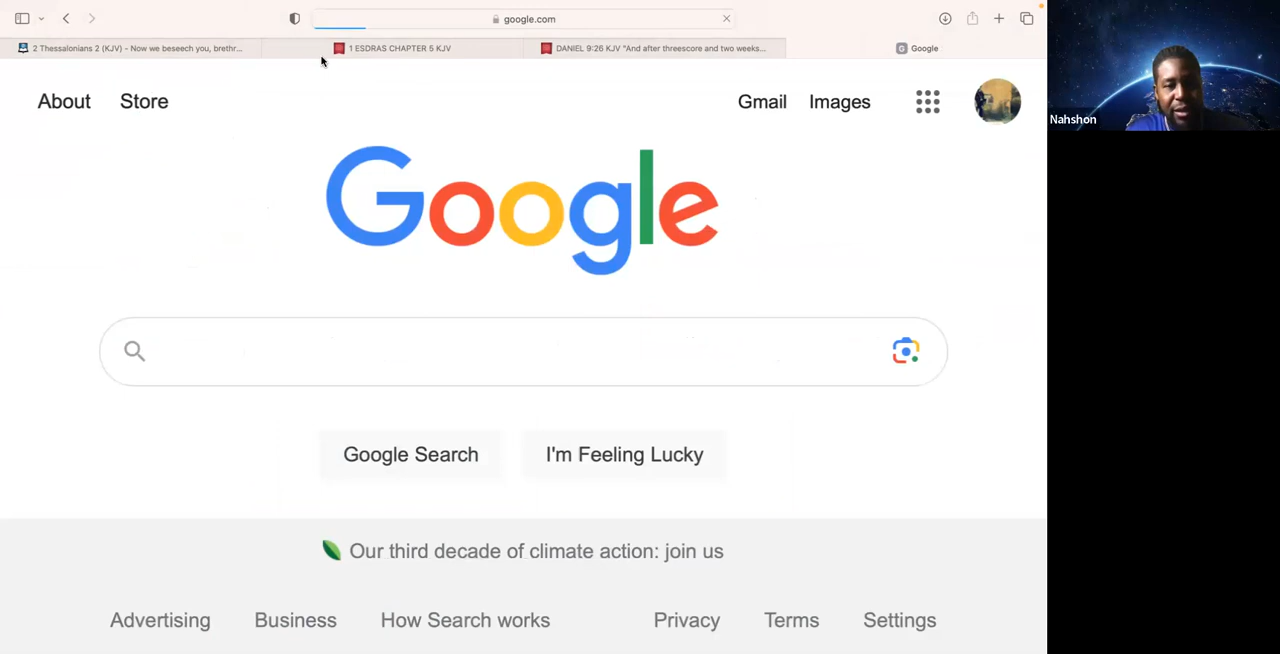 google.com
2 Thessalonians 2 (KJV) - Now we beseech you, brethr...
1 ESDRAS CHAPTER 5 KJV
DANIEL 9:26 KJV "And after threescore and two weeks...
G Google
About Store Gmail Images
Nahshon
Google
Google Search I'm Feeling Lucky
Our third decade of climate action: join us
Advertising Business How Search works Privacy Terms Settings